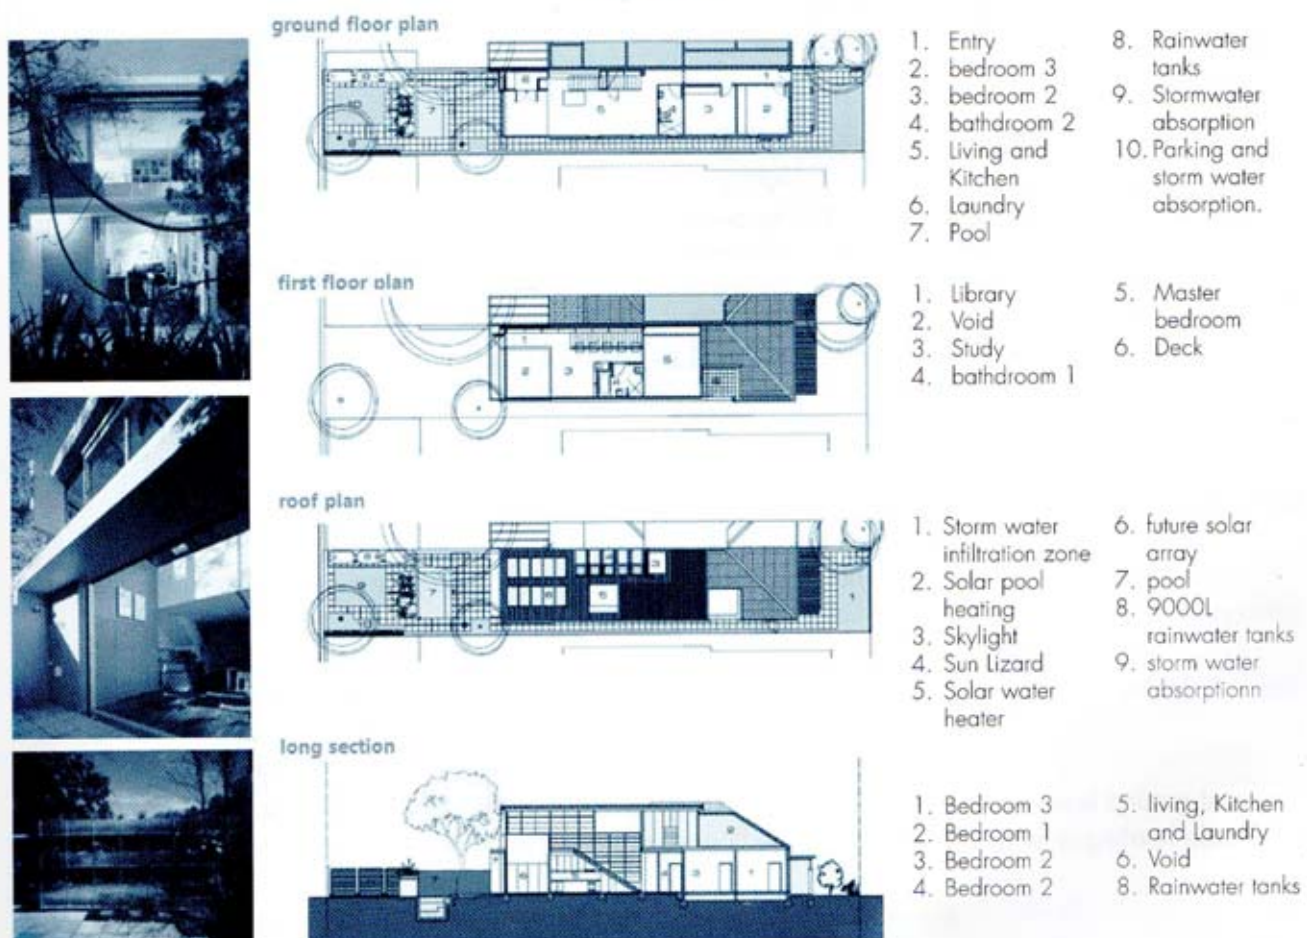 ground floor plan
1. Entry
2. bedroom 3
3. bedroom 2
4. bathdroom 2
5. Living and
Kitchen
6. Laundry
7. Pool
8. Rainwater
tanks
9. Stormwater
absorption
10. Parking and
storm water
absorption.
first floor plan
1. Library
2. Void
3. Study
4. bathdroom 1
5. Master
bedroom
6. Deck
roof plan
1. Storm water
infiltration zone
2. Solar pool
heating
3. Skylight
4. Sun Lizard
5. Solar water
heater
6. future solar
array
7. pool
8. 9000L
rainwater tanks
9. storm water
absorptionn
long section
1. Bedroom 3
2. Bedroom 1
3. Bedroom 2
4. Bedroom 2
5. living, Kitchen
and Laundry
6. Void
8. Rainwater tanks